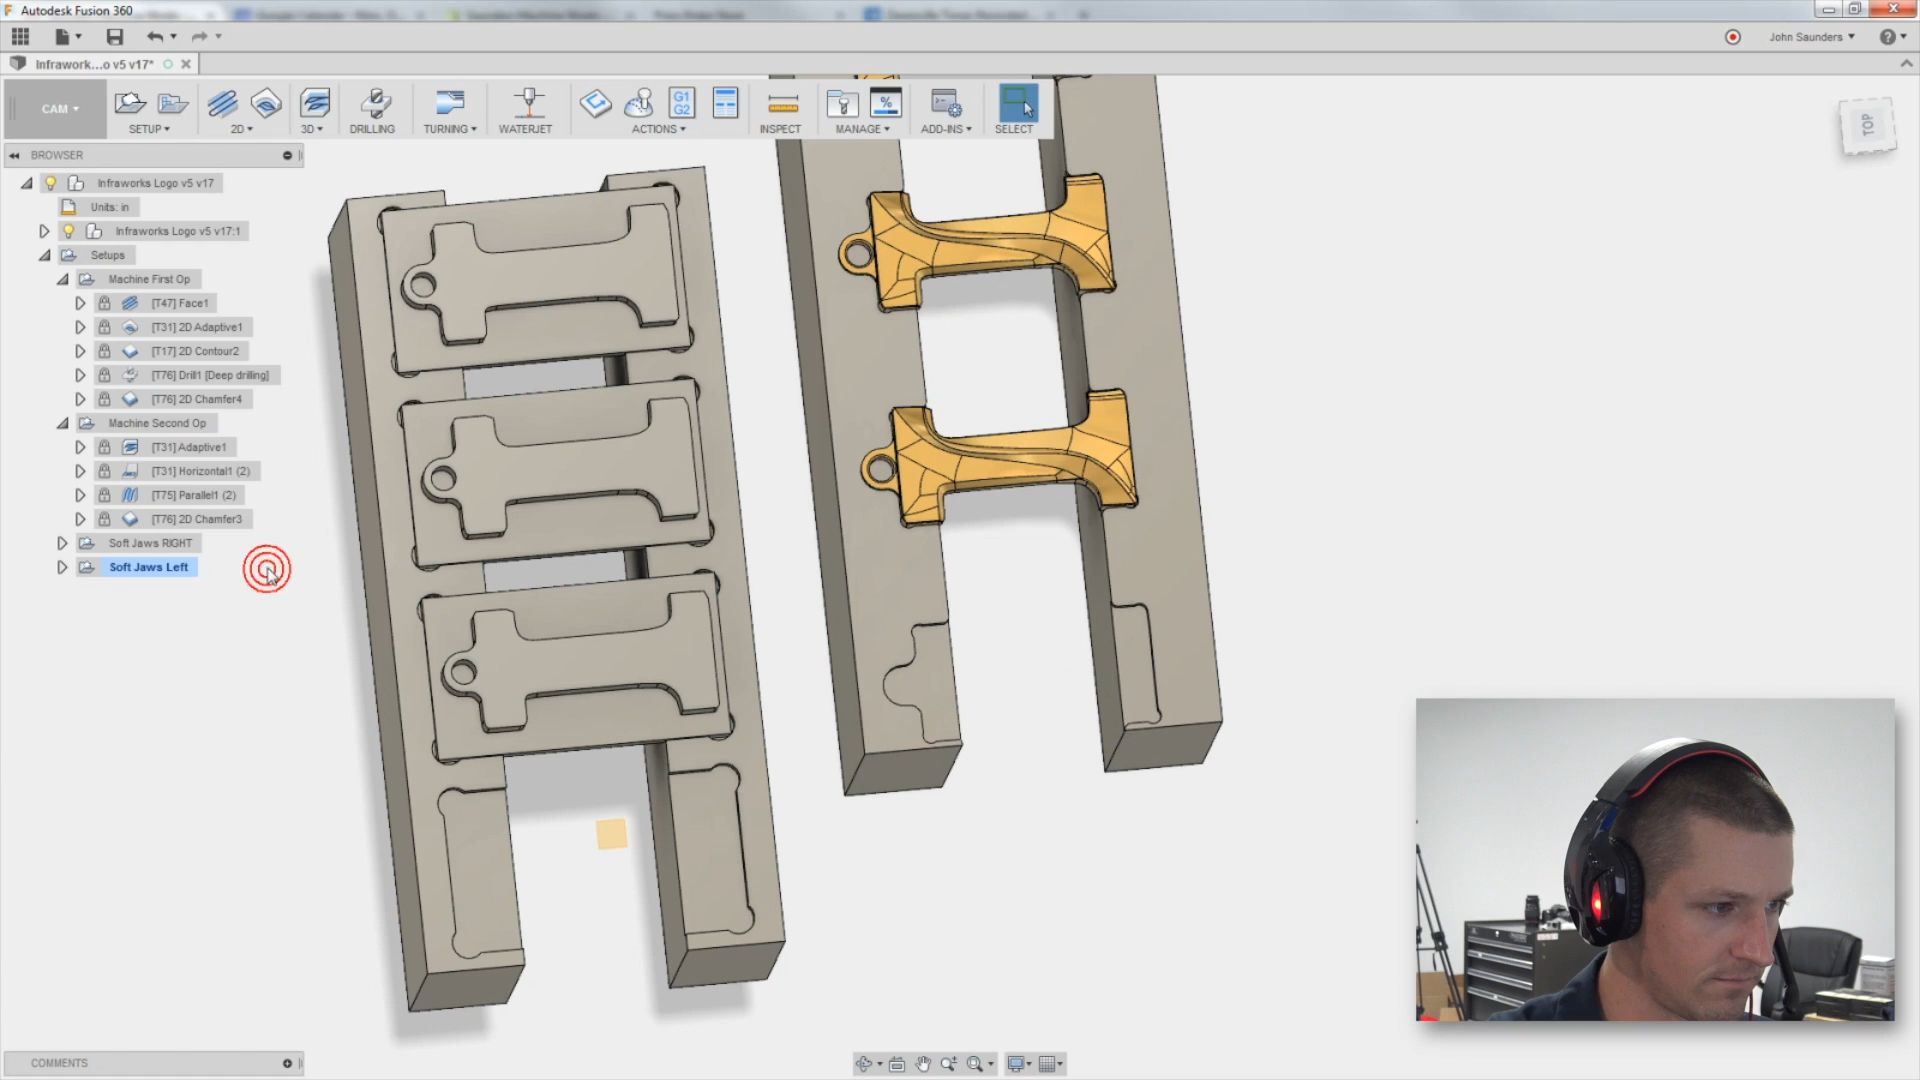 Autodesk Fusion 360
John Saunders
Infrawork...o v5 v17*
CAM
SETUP
2D
3D
DRILLING
TURNING
WATERJET
G1
G2
ACTIONS
INSPECT
%
MANAGE
ADD-INS
SELECT
TOP
BROWSER
Infraworks Logo v5 v17
Units: in
Infraworks Logo v5 v17:1
Setups
Machine First Op
[T47] Face1
[T31] 2D Adaptive1
[T17] 2D Contour2
[T76] Drill1 [Deep drilling]
[T76] 2D Chamfer4
Machine Second Op
[T31] Adaptive1
[T31] Horizontal1 (2)
[T75] Parallel1 (2)
[T76] 2D Chamfer3
Soft Jaws RIGHT
Soft Jaws Left
COMMENTS